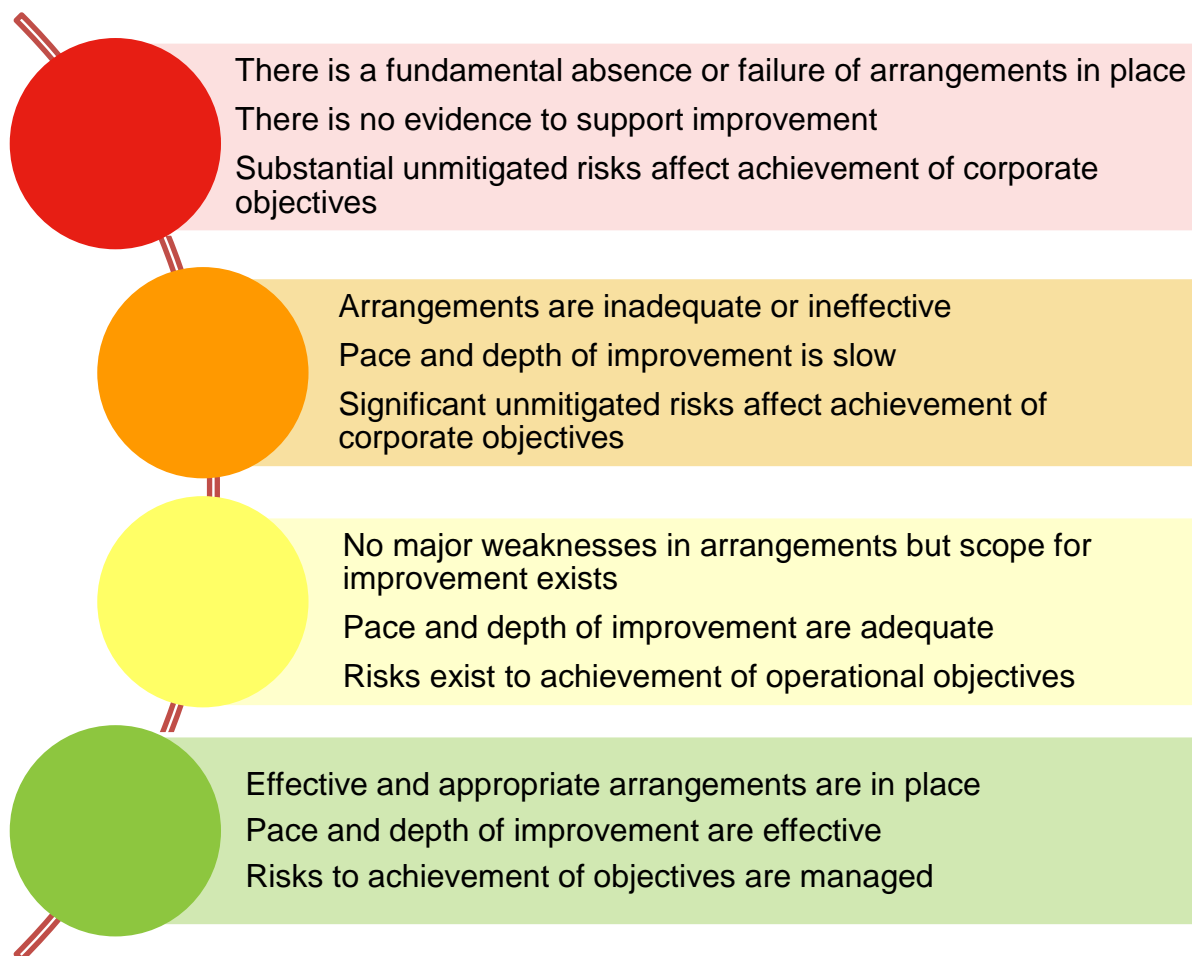 There is a fundamental absence or failure of arrangements in place
There is no evidence to support improvement
Substantial unmitigated risks affect achievement of corporate
objectives
Arrangements are inadequate or ineffective
Pace and depth of improvement is slow
Significant unmitigated risks affect achievement of
corporate objectives
No major weaknesses in arrangements but scope for
improvement exists
Pace and depth of improvement are adequate
Risks exist to achievement of operational objectives
Effective and appropriate arrangements are in place
Pace and depth of improvement are effective
Risks to achievement of objectives are managed